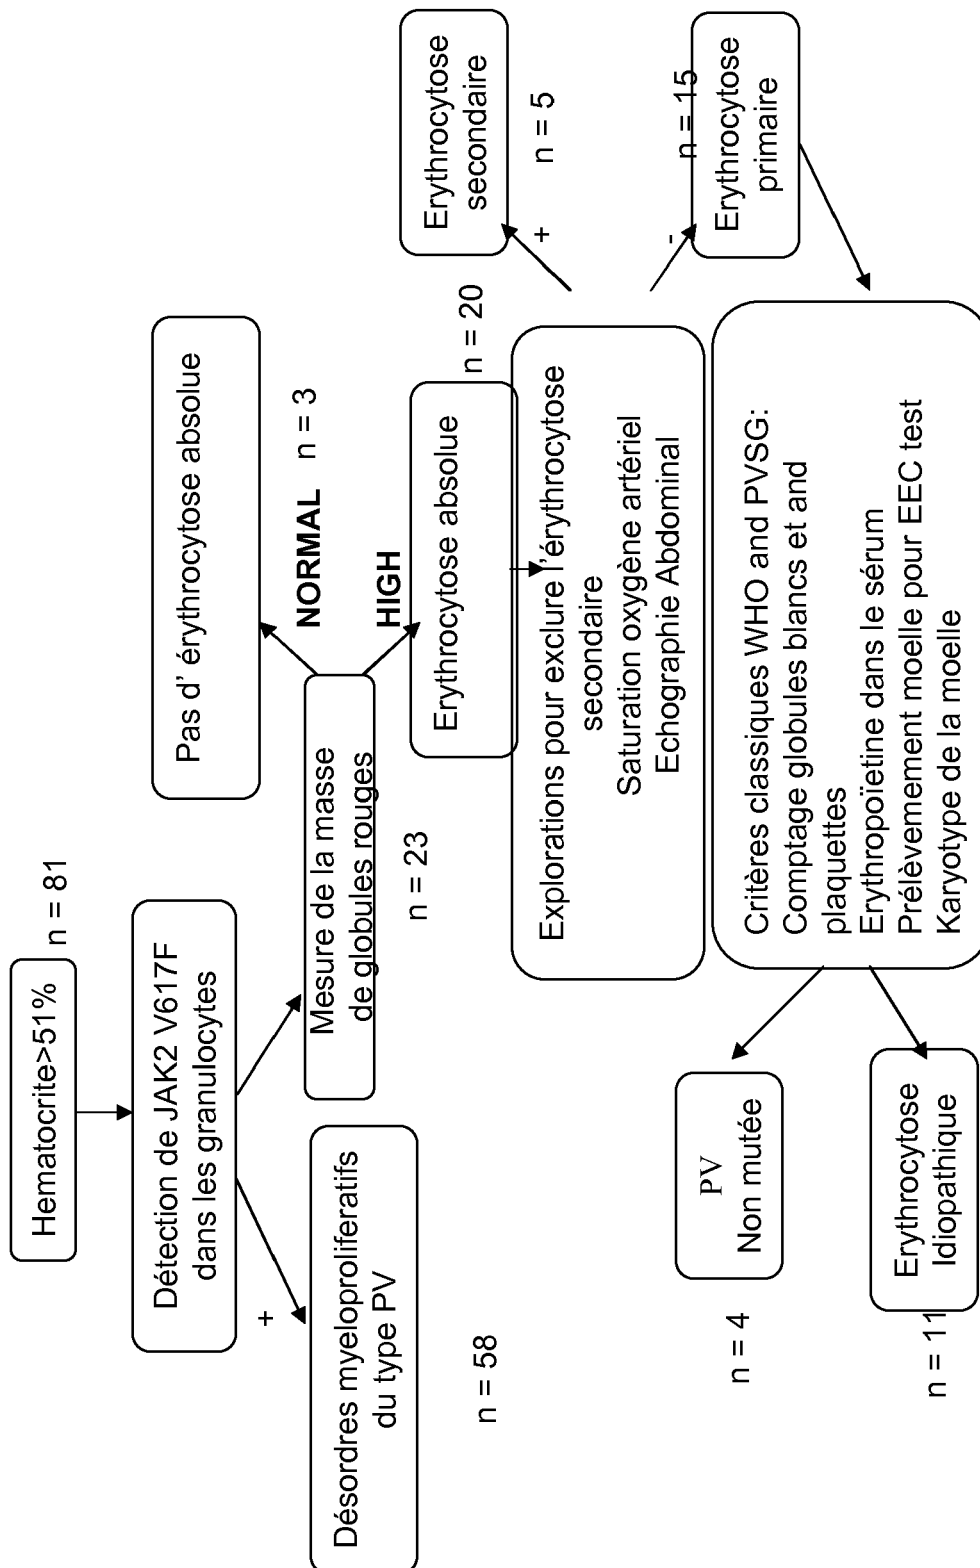 Hematocrite>51%
n = 81
Détection de JAK2 V617F
dans les granulocytes
+
Désordres myeloproliferatifs
du type PV
n = 58
Mesure de la masse
de globules rouges
n = 23
NORMAL
n = 3
Pas d' érythrocytose absolue
HIGH
Erythrocytose absolue
n = 20
Explorations pour exclure l'érythrocytose
secondaire
Saturation oxygène artériel
Echographie Abdominal
+
Erythrocytose
secondaire
n = 5
-
n = 15
Erythrocytose
primaire
Critères classiques WHO and PVSG:
Comptage globules blancs et and
plaquettes
Erythropoïetine dans le sérum
Prélèvement moelle pour EEC test
Karyotype de la moelle
PV
Non mutée
n = 4
Erythrocytose
Idiopathique
n = 11